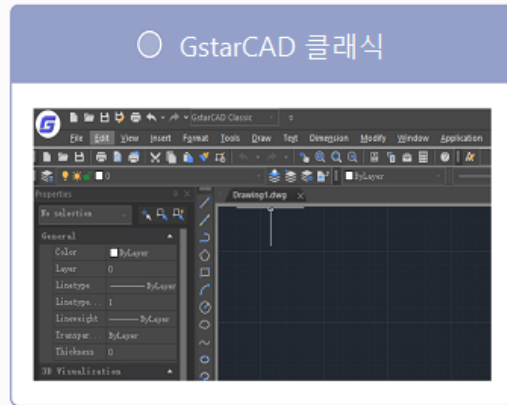 GstarCAD 클래식
GstarCAD Classic
File Edit View Insert Format Tools Draw Text Dimension Modify Window Application
0 ByLayer
Properties
Drawing1.dwg
No selection
General
Color ByLayer
Layer 0
Linetype ByLayer
Linetype... 1
Lineweight ByLayer
Transpar... ByLayer
Thickness 0
3D Visualization